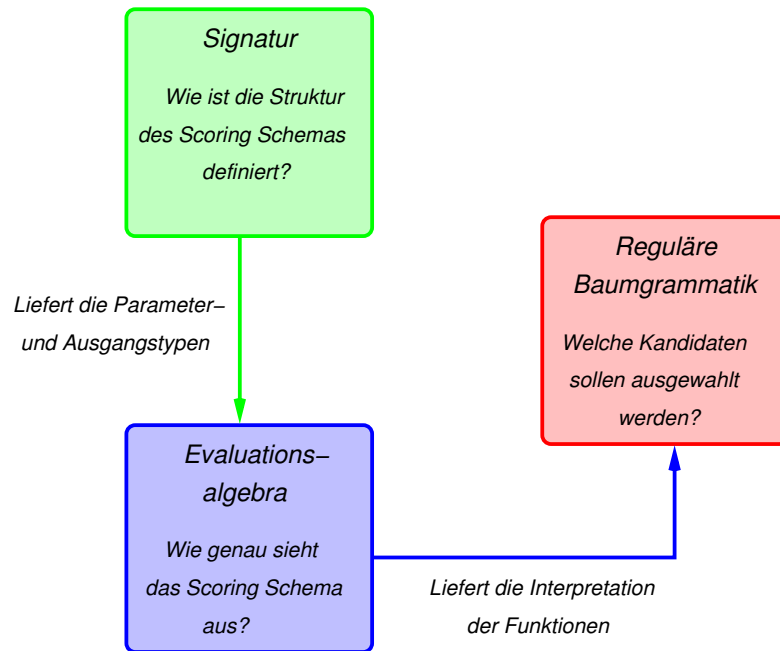 Signatur
Wie ist die Struktur
des Scoring Schemas
definiert?
Liefert die Parameter−
und Ausgangstypen
Reguläre
Baumgrammatik
Welche Kandidaten
sollen ausgewahlt
werden?
Evaluations−
algebra
Wie genau sieht
das Scoring Schema
aus?
Liefert die Interpretation
der Funktionen